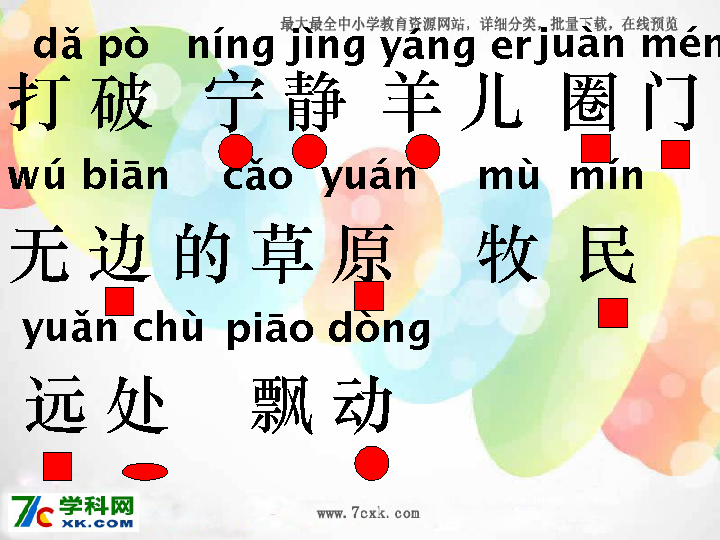 最大最全中小学教育资源网站，详细分类，批量下载，在线预览
dǎ pò níng jìng yáng er juàn mén
打破 宁静 羊儿 圈门
wú biān cǎo yuán mù mín
无边的草原 牧民
yuǎn chù piāo dòng
远处 飘动
学科网
XK.COM
www.7cxk.com